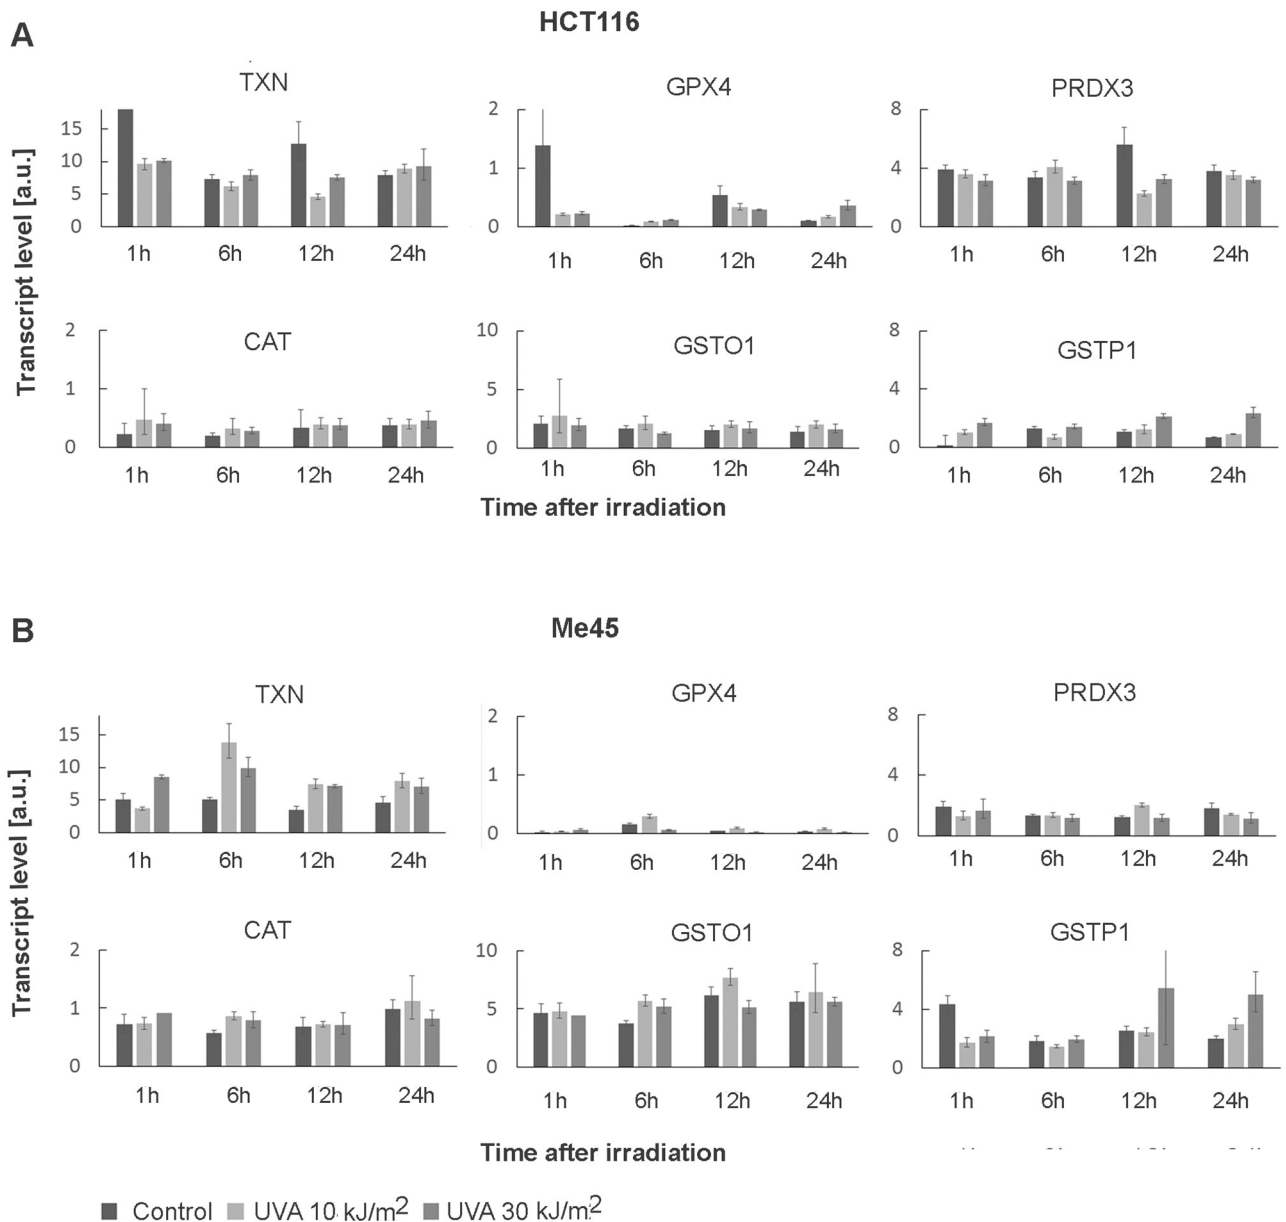 A
HCT116
TXN
GPX4
PRDX3
Transcript level [a.u.]
15
10
5
0
1h 6h 12h 24h
2
1
0
1h 6h 12h 24h
8
4
0
1h 6h 12h 24h
CAT
GSTO1
GSTP1
2
1
0
1h 6h 12h 24h
10
5
0
1h 6h 12h 24h
8
4
0
1h 6h 12h 24h
Time after irradiation
B
Me45
TXN
GPX4
PRDX3
Transcript level [a.u.]
15
10
5
0
1h 6h 12h 24h
2
1
0
1h 6h 12h 24h
8
4
0
1h 6h 12h 24h
CAT
GSTO1
GSTP1
2
1
0
1h 6h 12h 24h
10
5
0
1h 6h 12h 24h
8
4
0
1h 6h 12h 24h
Time after irradiation
Control UVA 10 kJ/m2 UVA 30 kJ/m2